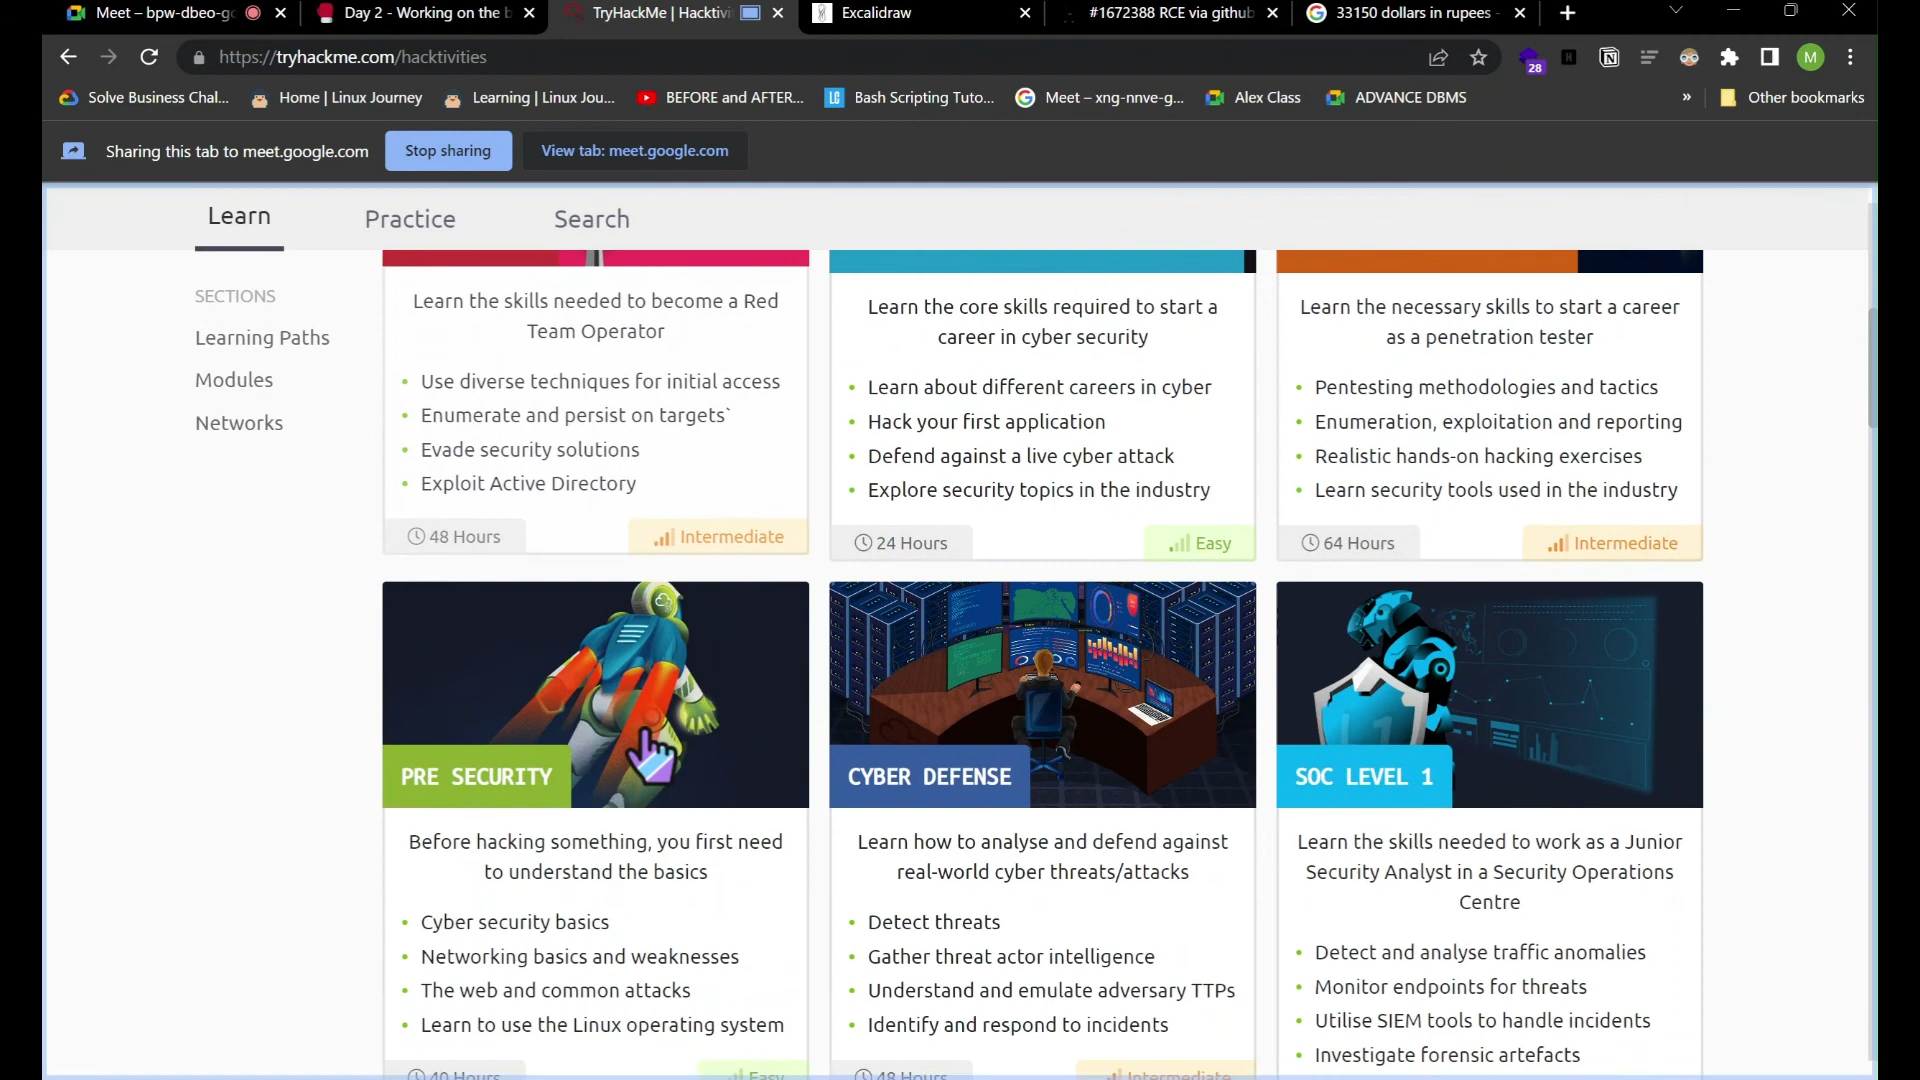 Meet – bpw-dbeo-g
Day 2 - Working on the b
TryHackMe | Hacktivi
Excalidraw
#1672388 RCE via github
33150 dollars in rupees -
https://tryhackme.com/hacktivities
28
M
Solve Business Chal...
Home | Linux Journey
Learning | Linux Jou...
BEFORE and AFTER...
LC
Bash Scripting Tuto...
Meet – xng-nnve-g...
Alex Class
ADVANCE DBMS
»
Other bookmarks
Sharing this tab to meet.google.com
Stop sharing
View tab: meet.google.com
Learn
Practice
Search
SECTIONS
Learning Paths
Modules
Networks
Learn the skills needed to become a Red
Team Operator
• Use diverse techniques for initial access
• Enumerate and persist on targets`
• Evade security solutions
• Exploit Active Directory
48 Hours
Intermediate
Learn the core skills required to start a
career in cyber security
• Learn about different careers in cyber
• Hack your first application
• Defend against a live cyber attack
• Explore security topics in the industry
24 Hours
Easy
Learn the necessary skills to start a career
as a penetration tester
• Pentesting methodologies and tactics
• Enumeration, exploitation and reporting
• Realistic hands-on hacking exercises
• Learn security tools used in the industry
64 Hours
Intermediate
PRE SECURITY
Before hacking something, you first need
to understand the basics
• Cyber security basics
• Networking basics and weaknesses
• The web and common attacks
• Learn to use the Linux operating system
40 Hours
Easy
CYBER DEFENSE
Learn how to analyse and defend against
real-world cyber threats/attacks
• Detect threats
• Gather threat actor intelligence
• Understand and emulate adversary TTPs
• Identify and respond to incidents
48 Hours
Intermediate
L1
SOC LEVEL 1
Learn the skills needed to work as a Junior
Security Analyst in a Security Operations
Centre
• Detect and analyse traffic anomalies
• Monitor endpoints for threats
• Utilise SIEM tools to handle incidents
• Investigate forensic artefacts